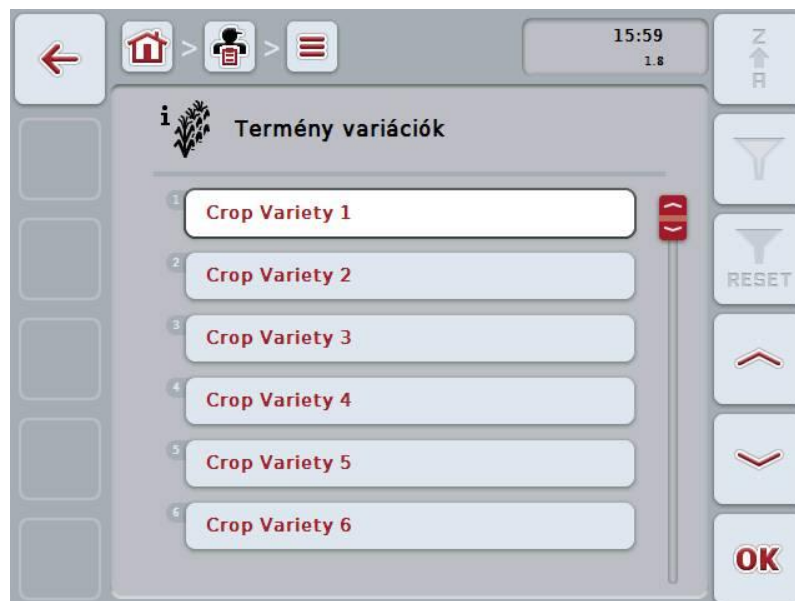 15:59
1.8
Z
A
i
Termény variációk
1
Crop Variety 1
2
Crop Variety 2
RESET
3
Crop Variety 3
4
Crop Variety 4
5
Crop Variety 5
6
Crop Variety 6
OK